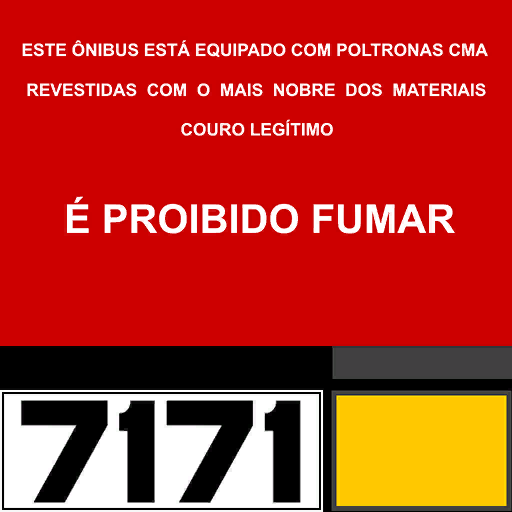 ESTE ÔNIBUS ESTÁ EQUIPADO COM POLTRONAS CMA
REVESTIDAS COM O MAIS NOBRE DOS MATERIAIS
COURO LEGÍTIMO
É PROIBIDO FUMAR
7171